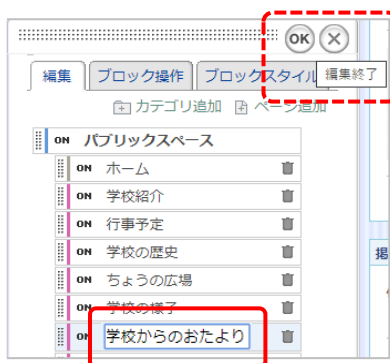 OK
編集 ブロック操作 ブロックスタイル
編集終了
カテゴリ追加 ページ追加
ON パブリックスペース
ON ホーム
ON 学校紹介
ON 行事予定
ON 学校の歴史
掲
ON ちょうの広場
ON 学校の様子
ON 学校からのおたより